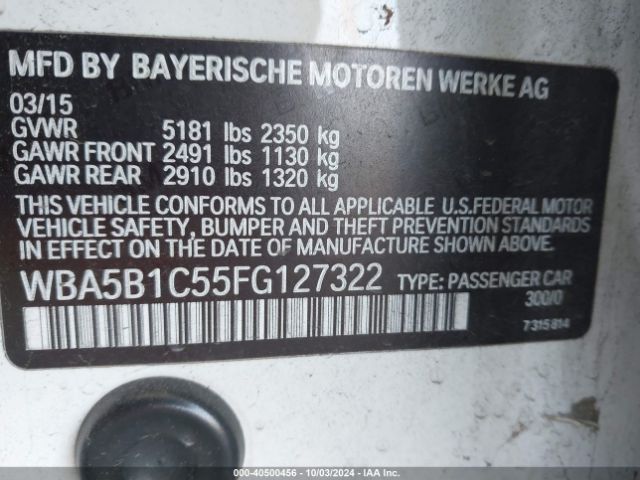 MFD BY BAYERISCHE MOTOREN WERKE AG
03/15
GVWR 5181 lbs 2350 kg
GAWR FRONT 2491 lbs 1130 kg
GAWR REAR 2910 lbs 1320 kg
THIS VEHICLE CONFORMS TO ALL APPLICABLE U.S.FEDERAL MOTOR
VEHICLE SAFETY, BUMPER AND THEFT PREVENTION STANDARDS
IN EFFECT ON THE DATE OF MANUFACTURE SHOWN ABOVE.
WBA5B1C55FG127322 TYPE: PASSENGER CAR
300/0
7315814
000-40500456 - 10/03/2024 - IAA Inc.